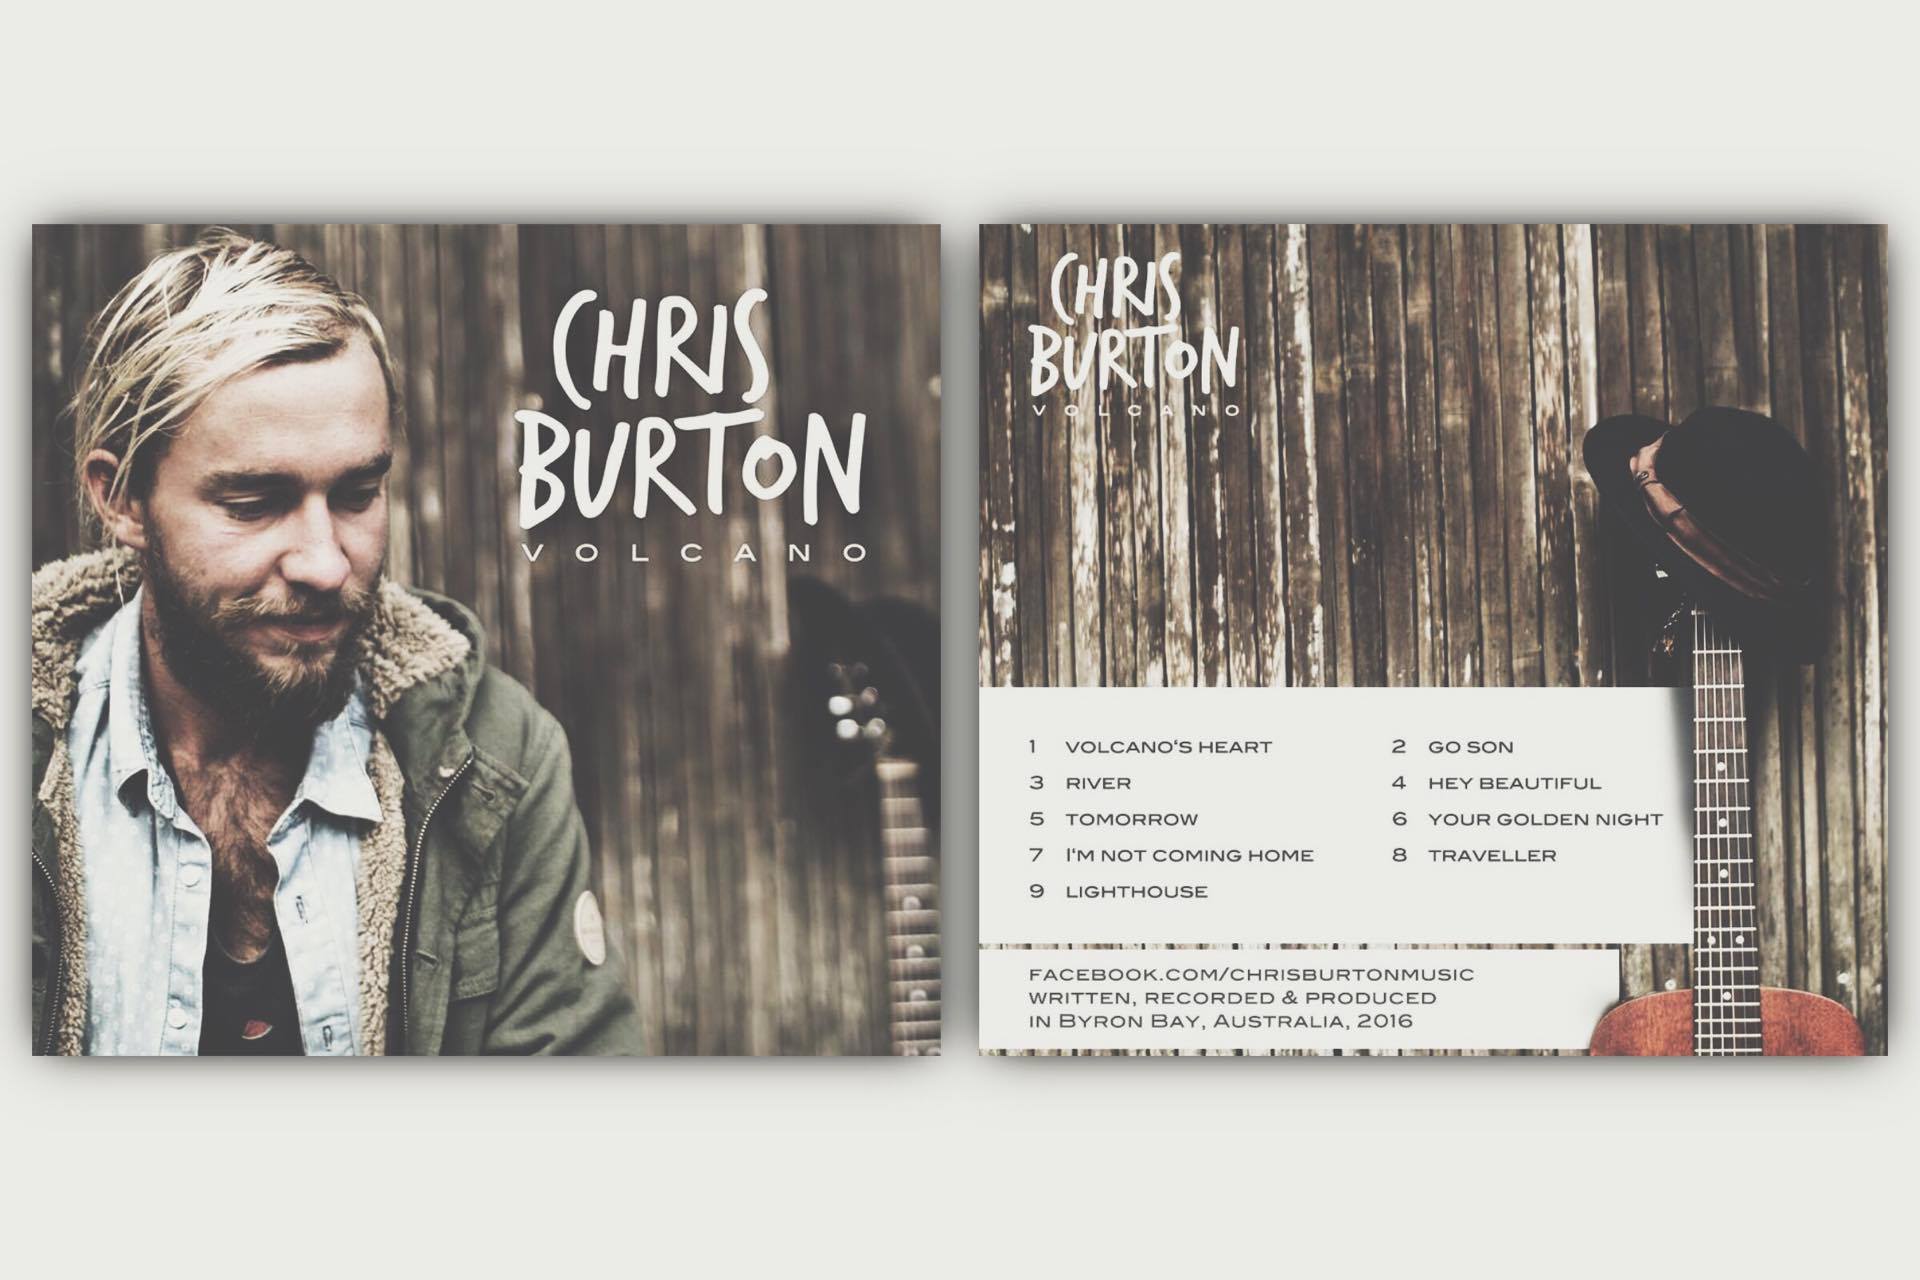 CHRIS
BURTON
VOLCANO
CHRIS
BURTON
VOLCANO
1 VOLCANO'S HEART
2 GO SON
3 RIVER
4 HEY BEAUTIFUL
5 TOMORROW
6 YOUR GOLDEN NIGHT
7 I'M NOT COMING HOME
8 TRAVELLER
9 LIGHTHOUSE
FACEBOOK.COM/CHRISBURTONMUSIC
WRITTEN, RECORDED & PRODUCED
IN BYRON BAY, AUSTRALIA, 2016